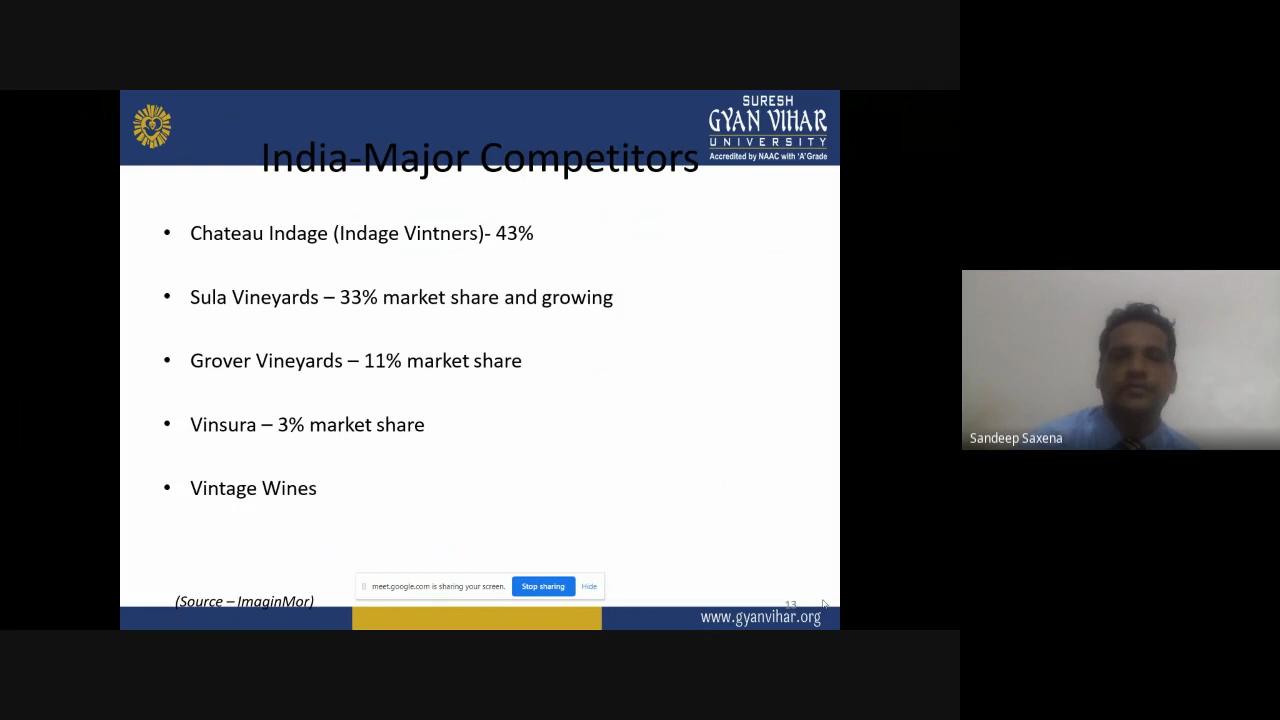 SURESH
GYAN VIHAR
UNIVERSITY
Accredited by NAAC with 'A' Grade
India-Major Competitors
• Chateau Indage (Indage Vintners)- 43%
• Sula Vineyards – 33% market share and growing
• Grover Vineyards – 11% market share
• Vinsura – 3% market share
• Vintage Wines
meet.google.com is sharing your screen. Stop sharing Hide
(Source – ImaginMor)
13
www.gyanvihar.org
Sandeep Saxena